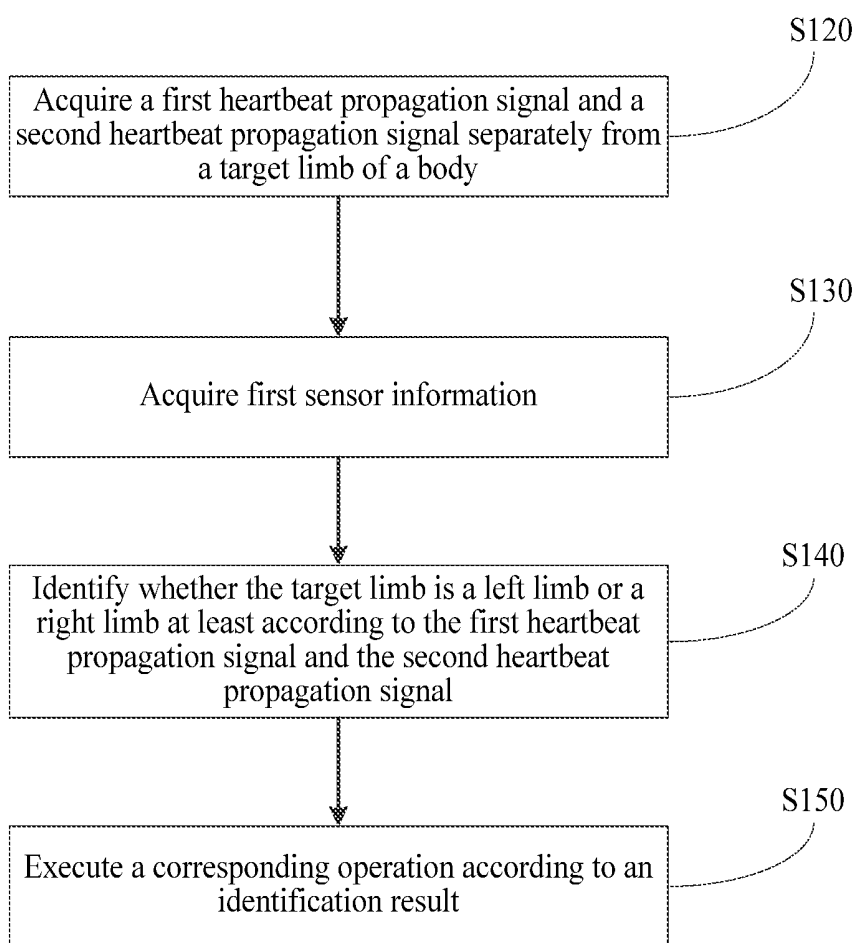 S120
Acquire a first heartbeat propagation signal and a
second heartbeat propagation signal separately from
a target limb of a body
S130
Acquire first sensor information
S140
Identify whether the target limb is a left limb or a
right limb at least according to the first heartbeat
propagation signal and the second heartbeat
propagation signal
S150
Execute a corresponding operation according to an
identification result